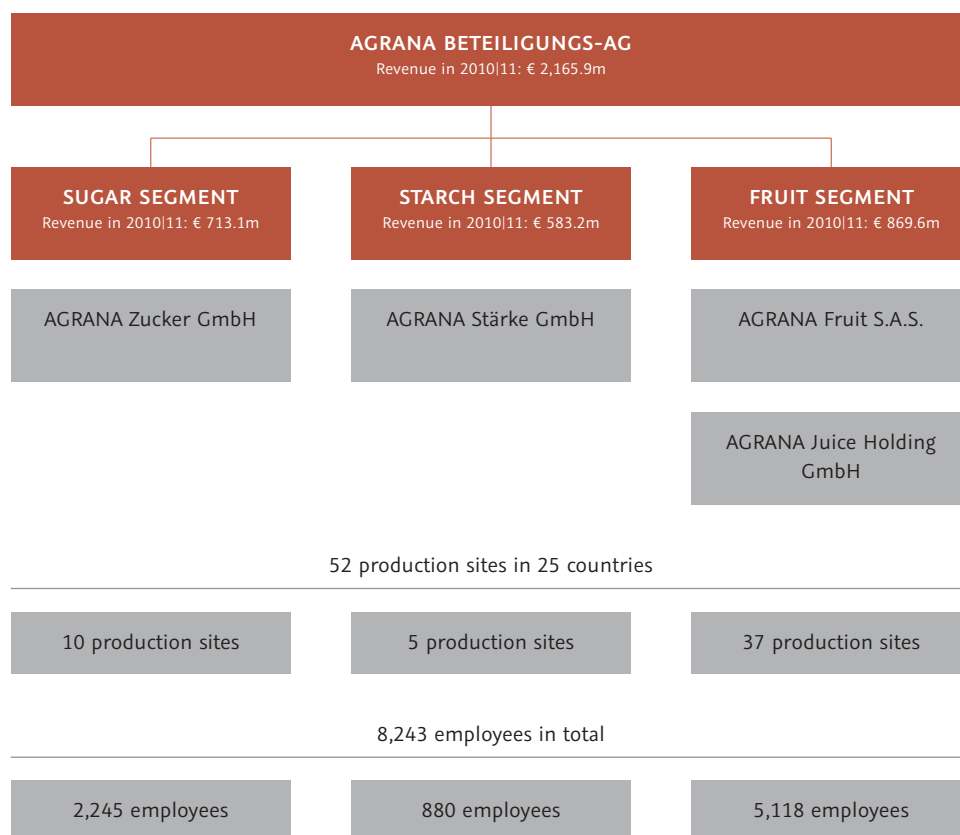 AGRANA BETEILIGUNGS-AG
Revenue in 2010|11: € 2,165.9m
SUGAR SEGMENT
Revenue in 2010|11: € 713.1m
STARCH SEGMENT
Revenue in 2010|11: € 583.2m
FRUIT SEGMENT
Revenue in 2010|11: € 869.6m
AGRANA Zucker GmbH
AGRANA Stärke GmbH
AGRANA Fruit S.A.S.
AGRANA Juice Holding
GmbH
52 production sites in 25 countries
10 production sites
5 production sites
37 production sites
8,243 employees in total
2,245 employees
880 employees
5,118 employees